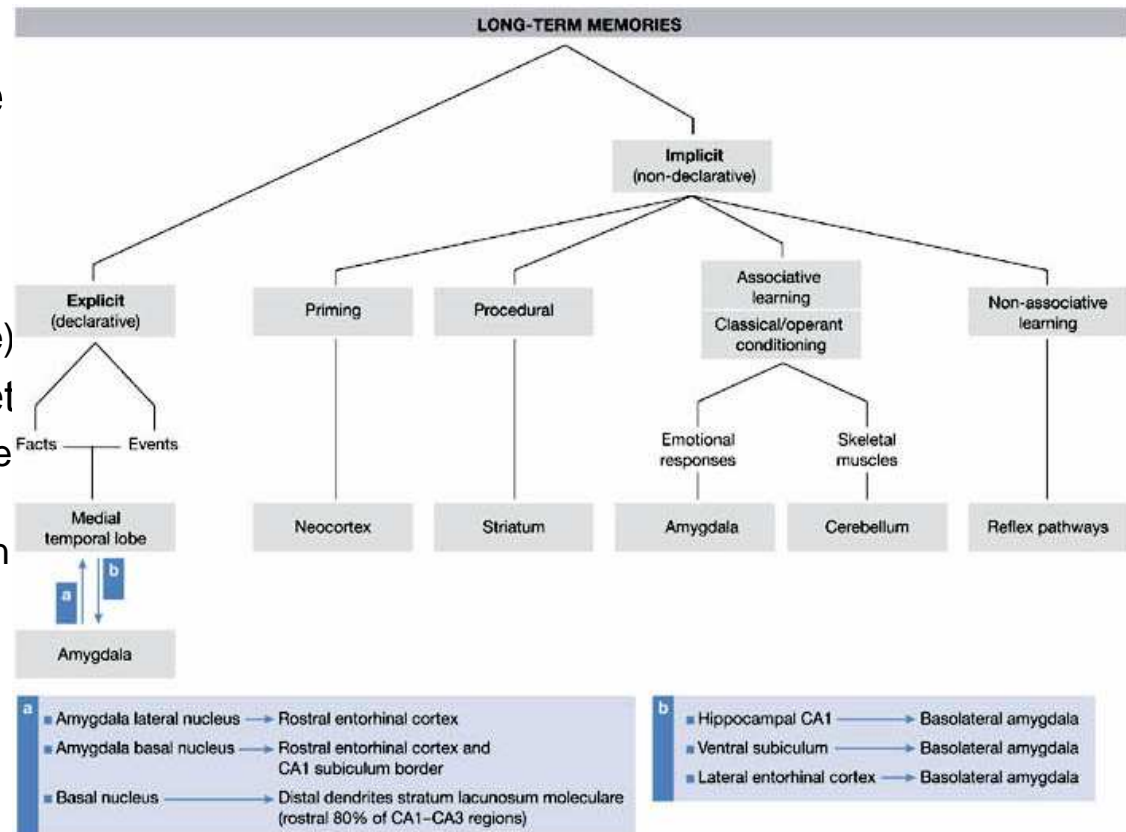 LONG-TERM MEMORIES
Implicit
(non-declarative)
Explicit
(declarative)
Priming
Procedural
Associative
learning
Classical/operant
conditioning
Non-associative
learning
Facts
Events
Emotional
responses
Skeletal
muscles
Medial
temporal lobe
Neocortex
Striatum
Amygdala
Cerebellum
Reflex pathways
a
b
Amygdala
a
■ Amygdala lateral nucleus → Rostral entorhinal cortex
■ Amygdala basal nucleus → Rostral entorhinal cortex and
CA1 subiculum border
■ Basal nucleus → Distal dendrites stratum lacunosum moleculare
(rostral 80% of CA1–CA3 regions)
b
■ Hippocampal CA1 → Basolateral amygdala
■ Ventral subiculum → Basolateral amygdala
■ Lateral entorhinal cortex → Basolateral amygdala